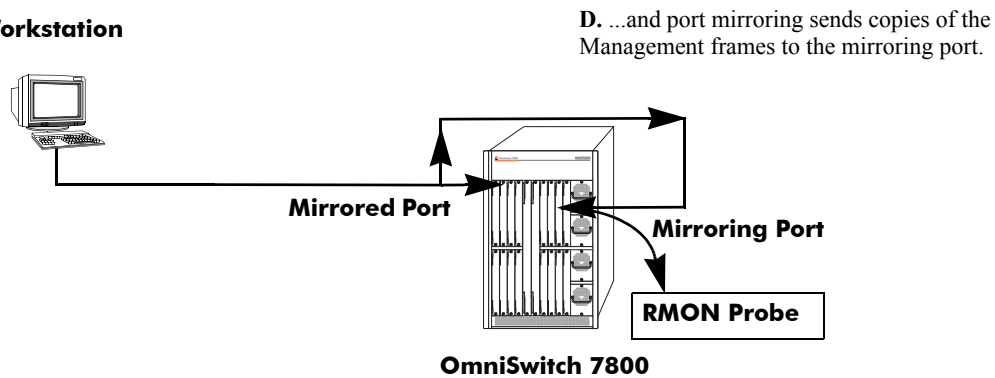 D. ...and port mirroring sends copies of the
Management frames to the mirroring port.
orkstation
Mirrored Port
Mirroring Port
RMON Probe
OmniSwitch 7800